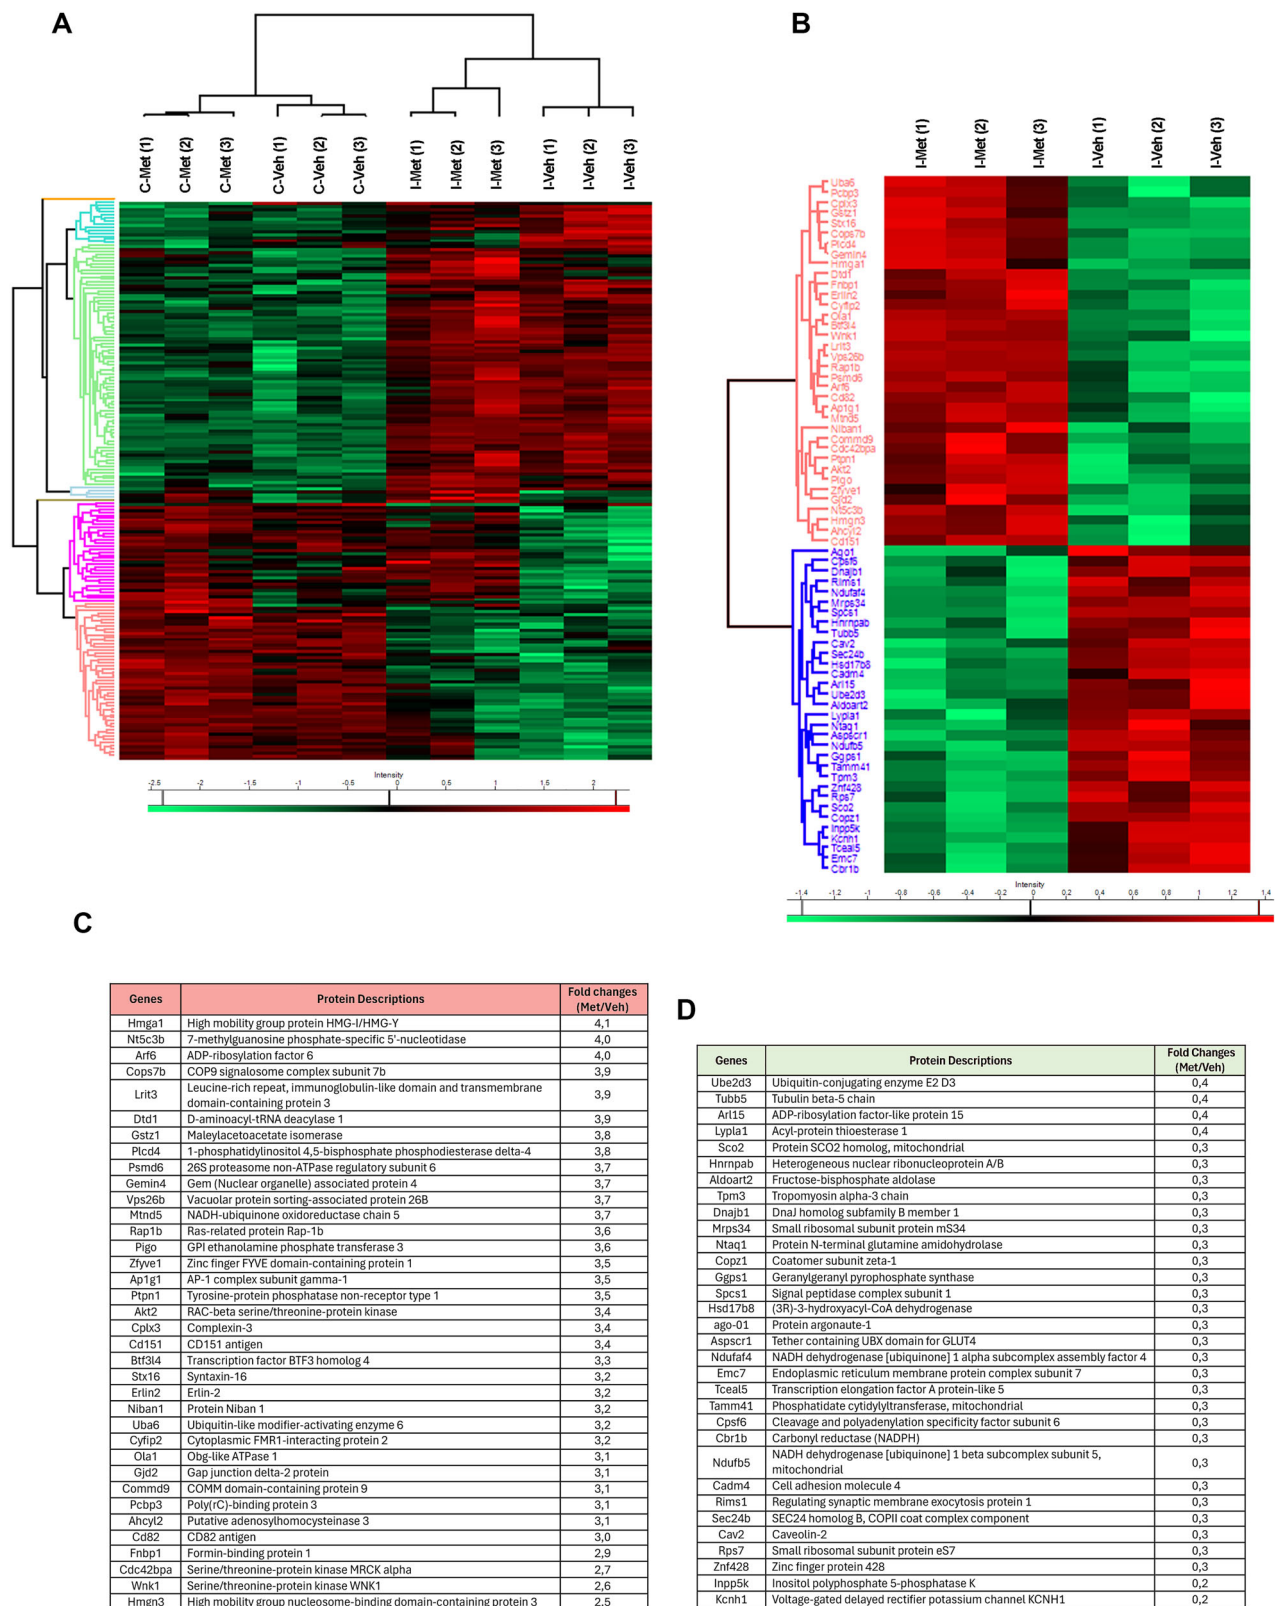 A
C-Met (1)
C-Met (2)
C-Met (3)
C-Veh (1)
C-Veh (2)
C-Veh (3)
I-Met (1)
I-Met (2)
I-Met (3)
I-Veh (1)
I-Veh (2)
I-Veh (3)
Intensity
-2.5 -2 -1.5 -1 -0.5 0 0.5 1 1.5 2
B
I-Met (1)
I-Met (2)
I-Met (3)
I-Veh (1)
I-Veh (2)
I-Veh (3)
Uba6
Pcbp3
Cplx3
Gstz1
Stx16
Cops7b
Plcd4
Gemin4
Hmga1
Dtd1
Fnbp1
Erlin2
Cyfip2
Ola1
Btf3l4
Wnk1
Lrit3
Vps26b
Rap1b
Psmd6
Arf6
Cd82
Ap1g1
Mtnd5
Niban1
Commd9
Cdc42bpa
Ptpn1
Akt2
Pigo
Zfyve1
Gjd2
Nt5c3b
Hmgn3
Ahcyl2
Cd151
Ago1
Cpsf6
Dnajb1
Rims1
Ndufaf4
Mrps34
Spcs1
Hnrnpab
Tubb5
Cav2
Sec24b
Hsd17b8
Cadm4
Arl15
Ube2d3
Aldoart2
Lypla1
Ntaq1
Aspscr1
Ndufb5
Ggps1
Tamm41
Tpm3
Znf428
Rps7
Sco2
Copz1
Inpp5k
Kcnh1
Tceal5
Emc7
Cbr1b
Intensity
-1.4 -1.2 -1 -0.8 -0.6 -0.4 -0.2 0 0,2 0,4 0,6 0,8 1 1,2 1,4
C
Genes Protein Descriptions Fold changes
(Met/Veh)
Hmga1 High mobility group protein HMG-I/HMG-Y 4,1
Nt5c3b 7-methylguanosine phosphate-specific 5'-nucleotidase 4,0
Arf6 ADP-ribosylation factor 6 4,0
Cops7b COP9 signalosome complex subunit 7b 3,9
Lrit3 Leucine-rich repeat, immunoglobulin-like domain and transmembrane
domain-containing protein 3 3,9
Dtd1 D-aminoacyl-tRNA deacylase 1 3,9
Gstz1 Maleylacetoacetate isomerase 3,8
Plcd4 1-phosphatidylinositol 4,5-bisphosphate phosphodiesterase delta-4 3,8
Psmd6 26S proteasome non-ATPase regulatory subunit 6 3,7
Gemin4 Gem (Nuclear organelle) associated protein 4 3,7
Vps26b Vacuolar protein sorting-associated protein 26B 3,7
Mtnd5 NADH-ubiquinone oxidoreductase chain 5 3,7
Rap1b Ras-related protein Rap-1b 3,6
Pigo GPI ethanolamine phosphate transferase 3 3,6
Zfyve1 Zinc finger FYVE domain-containing protein 1 3,5
Ap1g1 AP-1 complex subunit gamma-1 3,5
Ptpn1 Tyrosine-protein phosphatase non-receptor type 1 3,5
Akt2 RAC-beta serine/threonine-protein kinase 3,4
Cplx3 Complexin-3 3,4
Cd151 CD151 antigen 3,4
Btf3l4 Transcription factor BTF3 homolog 4 3,3
Stx16 Syntaxin-16 3,2
Erlin2 Erlin-2 3,2
Niban1 Protein Niban 1 3,2
Uba6 Ubiquitin-like modifier-activating enzyme 6 3,2
Cyfip2 Cytoplasmic FMR1-interacting protein 2 3,2
Ola1 Obg-like ATPase 1 3,1
Gjd2 Gap junction delta-2 protein 3,1
Commd9 COMM domain-containing protein 9 3,1
Pcbp3 Poly(rC)-binding protein 3 3,1
Ahcyl2 Putative adenosylhomocysteinase 3 3,1
Cd82 CD82 antigen 3,0
Fnbp1 Formin-binding protein 1 2,9
Cdc42bpa Serine/threonine-protein kinase MRCK alpha 2,7
Wnk1 Serine/threonine-protein kinase WNK1 2,6
Hmgn3 High mobility group nucleosome-binding domain-containing protein 3 2,5
D
Genes Protein Descriptions Fold Changes
(Met/Veh)
Ube2d3 Ubiquitin-conjugating enzyme E2 D3 0,4
Tubb5 Tubulin beta-5 chain 0,4
Arl15 ADP-ribosylation factor-like protein 15 0,4
Lypla1 Acyl-protein thioesterase 1 0,4
Sco2 Protein SCO2 homolog, mitochondrial 0,3
Hnrnpab Heterogeneous nuclear ribonucleoprotein A/B 0,3
Aldoart2 Fructose-bisphosphate aldolase 0,3
Tpm3 Tropomyosin alpha-3 chain 0,3
Dnajb1 DnaJ homolog subfamily B member 1 0,3
Mrps34 Small ribosomal subunit protein mS34 0,3
Ntaq1 Protein N-terminal glutamine amidohydrolase 0,3
Copz1 Coatomer subunit zeta-1 0,3
Ggps1 Geranylgeranyl pyrophosphate synthase 0,3
Spcs1 Signal peptidase complex subunit 1 0,3
Hsd17b8 (3R)-3-hydroxyacyl-CoA dehydrogenase 0,3
ago-01 Protein argonaute-1 0,3
Aspscr1 Tether containing UBX domain for GLUT4 0,3
Ndufaf4 NADH dehydrogenase [ubiquinone] 1 alpha subcomplex assembly factor 4 0,3
Emc7 Endoplasmic reticulum membrane protein complex subunit 7 0,3
Tceal5 Transcription elongation factor A protein-like 5 0,3
Tamm41 Phosphatidate cytidylyltransferase, mitochondrial 0,3
Cpsf6 Cleavage and polyadenylation specificity factor subunit 6 0,3
Cbr1b Carbonyl reductase (NADPH) 0,3
Ndufb5 NADH dehydrogenase [ubiquinone] 1 beta subcomplex subunit 5,
mitochondrial 0,3
Cadm4 Cell adhesion molecule 4 0,3
Rims1 Regulating synaptic membrane exocytosis protein 1 0,3
Sec24b SEC24 homolog B, COPII coat complex component 0,3
Cav2 Caveolin-2 0,3
Rps7 Small ribosomal subunit protein eS7 0,3
Znf428 Zinc finger protein 428 0,3
Inpp5k Inositol polyphosphate 5-phosphatase K 0,2
Kcnh1 Voltage-gated delayed rectifier potassium channel KCNH1 0,2